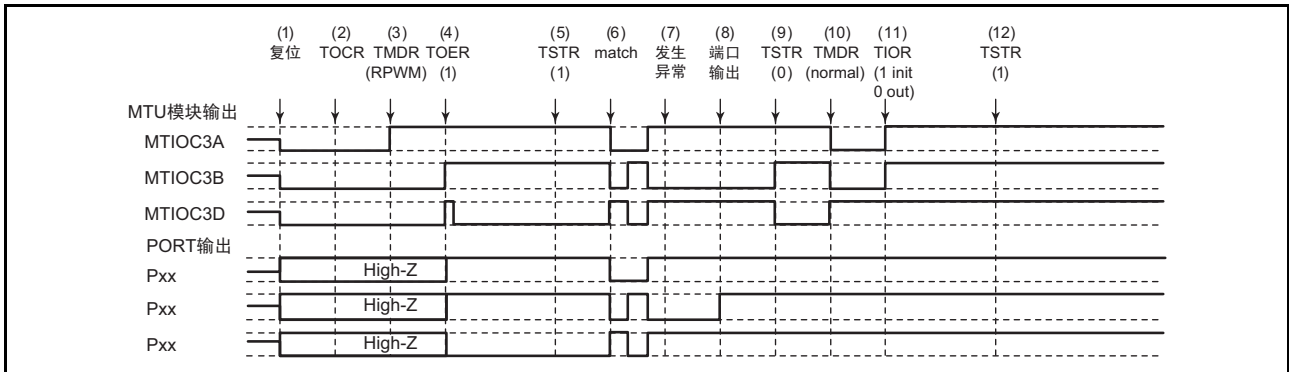 (1) (2) (3) (4) (5) (6) (7) (8) (9) (10) (11) (12)
复位 TOCR TMDR TOER TSTR match 发生 端口 TSTR TMDR TIOR TSTR
(RPWM) (1) (1) 异常 输出 (0) (normal) (1 init (1)
0 out)
MTU模块输出
MTIOC3A
MTIOC3B
MTIOC3D
PORT输出
Pxx High-Z
Pxx High-Z
Pxx High-Z